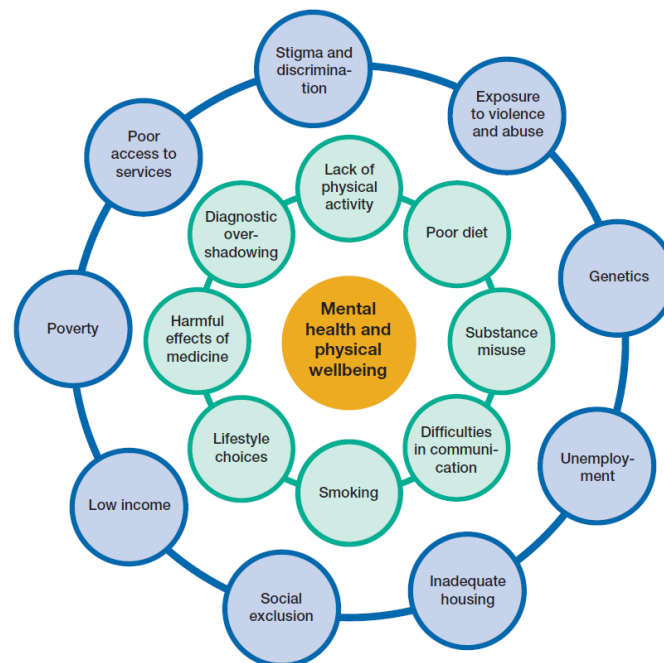 Stigma and
discrimina-
tion
Exposure
to violence
and abuse
Genetics
Unemploy-
ment
Inadequate
housing
Social
exclusion
Low income
Poverty
Poor
access to
services
Lack of
physical
activity
Poor diet
Substance
misuse
Difficulties
in communi-
cation
Smoking
Lifestyle
choices
Harmful
effects of
medicine
Diagnostic
over-
shadowing
Mental
health and
physical
wellbeing